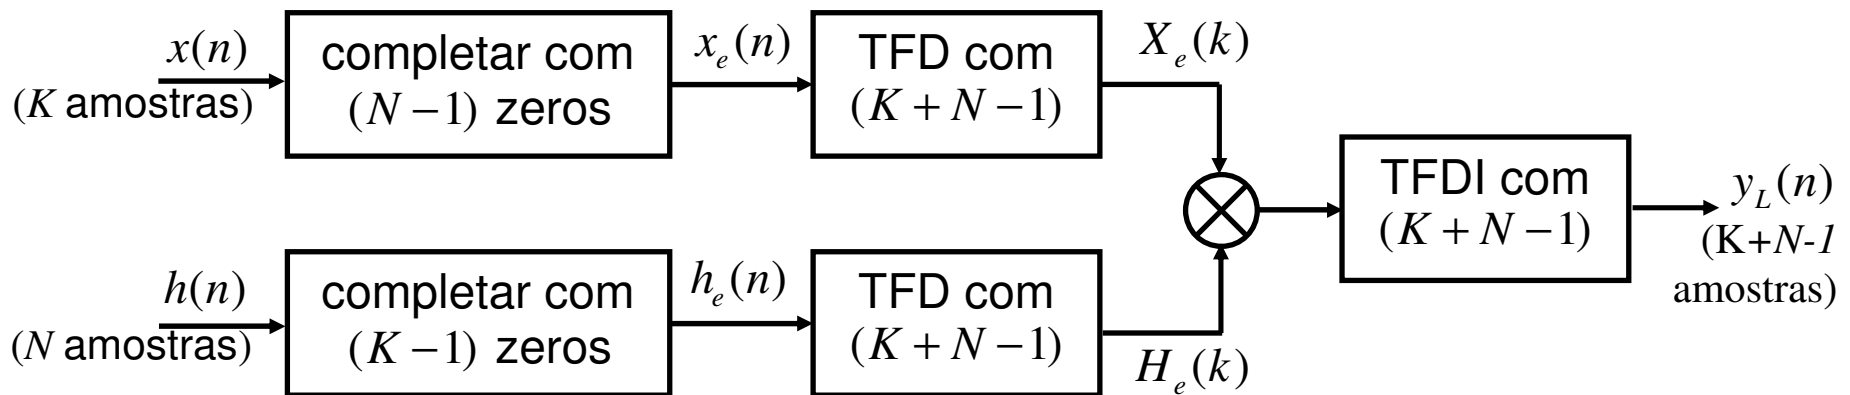 x(n)
(K amostras)
completar com
(N − 1) zeros
x_e(n)
TFD com
(K + N − 1)
X_e(k)
h(n)
(N amostras)
completar com
(K − 1) zeros
h_e(n)
TFD com
(K + N − 1)
H_e(k)
TFDI com
(K + N − 1)
y_L(n)
(K+N-1
amostras)